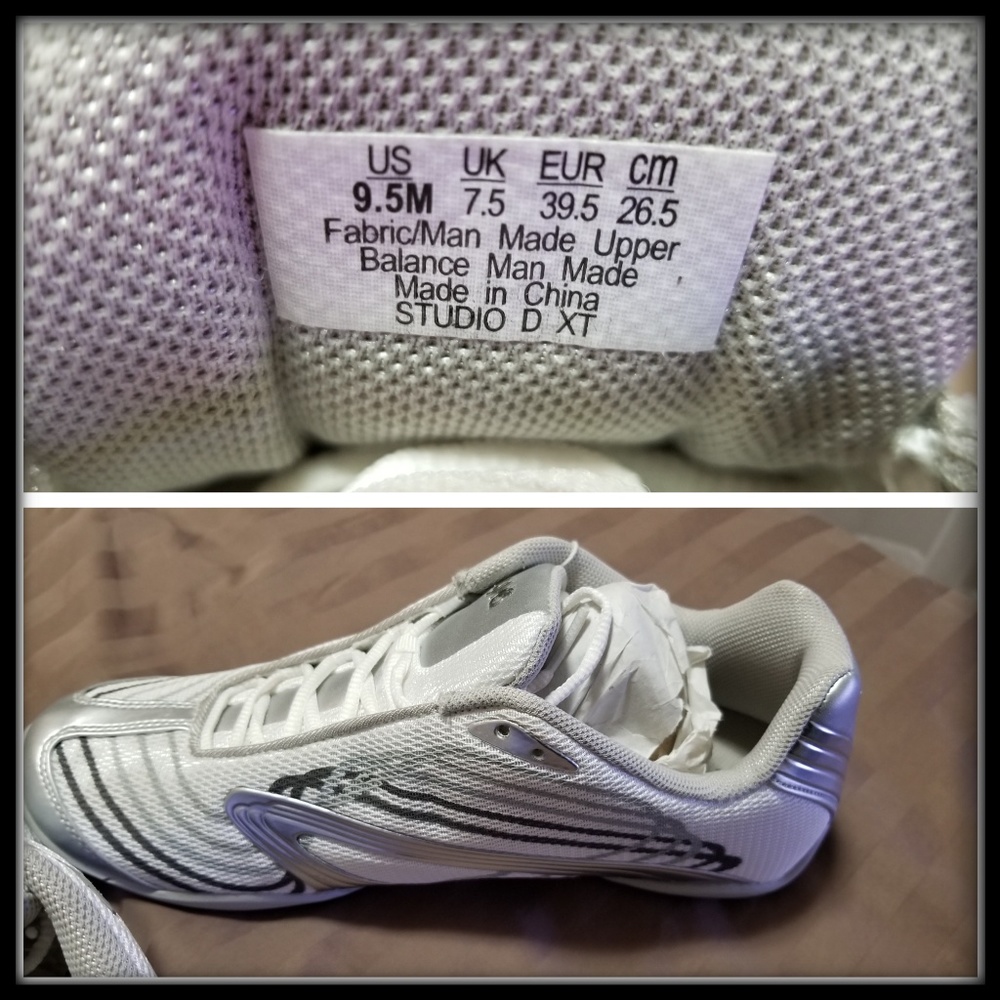 US UK EUR cm
9.5M 7.5 39.5 26.5
Fabric/Man Made Upper
Balance Man Made
Made in China
STUDIO D XT